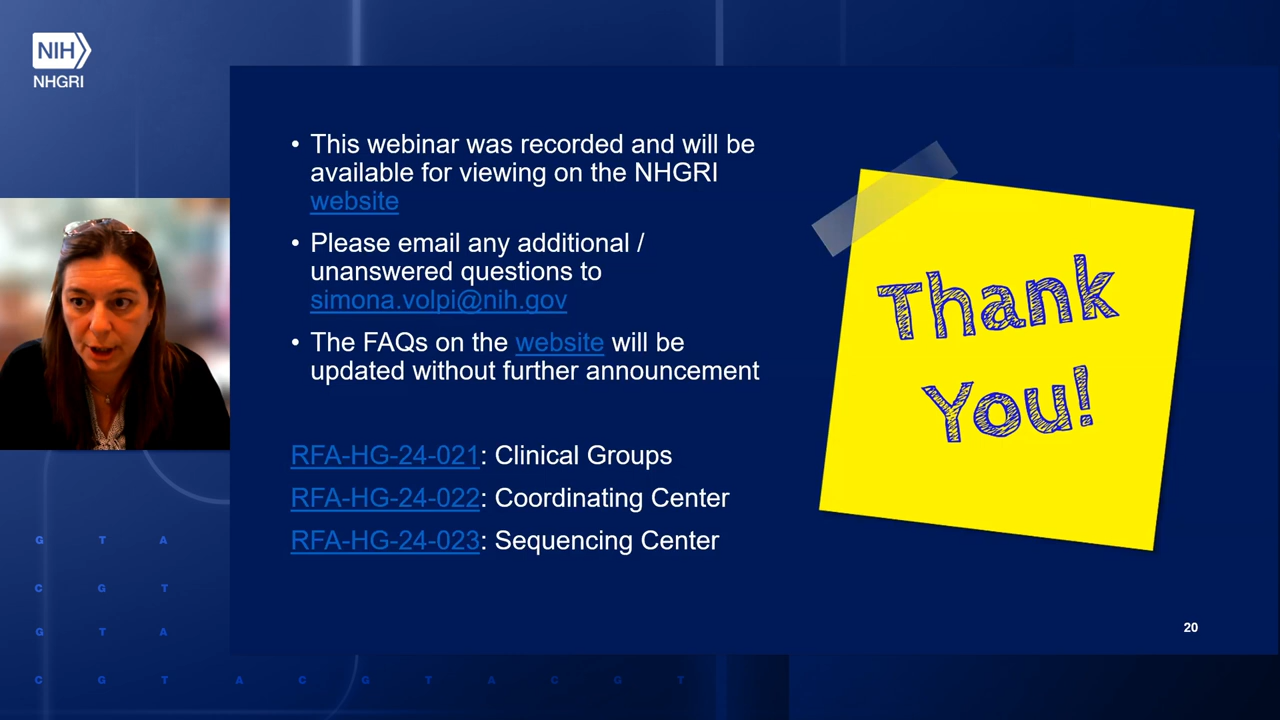 NIH
NHGRI
• This webinar was recorded and will be
available for viewing on the NHGRI
website
• Please email any additional /
unanswered questions to
simona.volpi@nih.gov
• The FAQs on the website will be
updated without further announcement
RFA-HG-24-021: Clinical Groups
RFA-HG-24-022: Coordinating Center
RFA-HG-24-023: Sequencing Center
Thank
You!
20
G T A
C G T
G T A
C G T A C G T A C G T